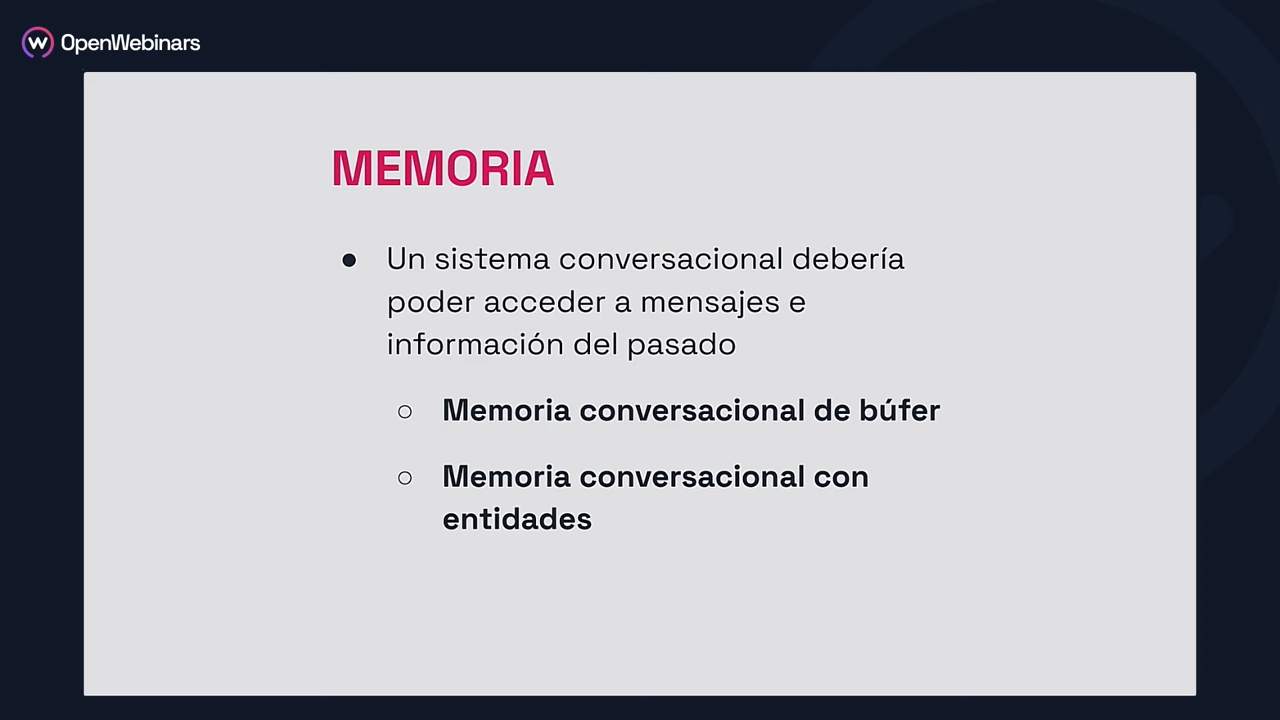 OpenWebinars
MEMORIA
● Un sistema conversacional debería
poder acceder a mensajes e
información del pasado
○ Memoria conversacional de búfer
○ Memoria conversacional con
entidades